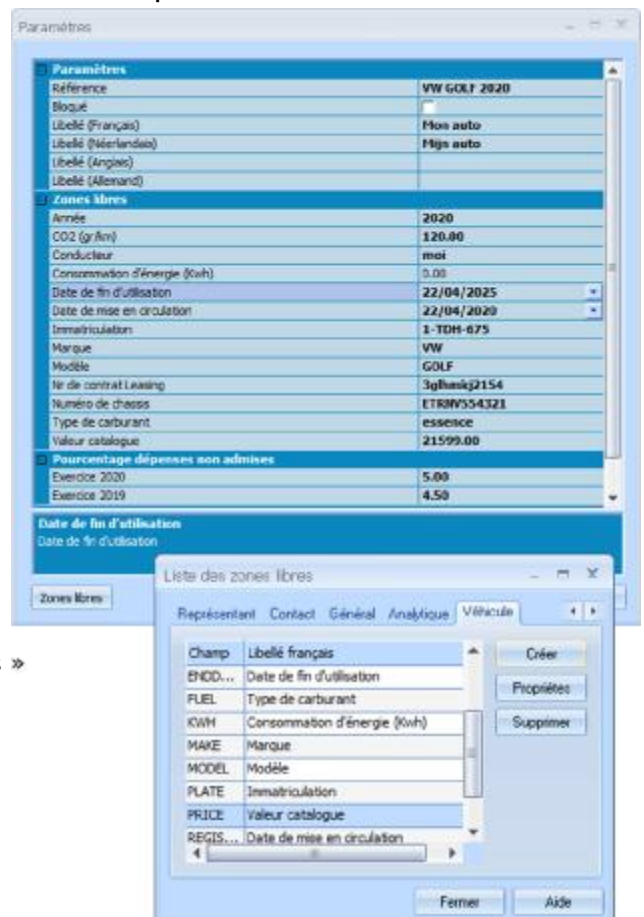 Paramètres
Paramètres
Référence VW GOLF 2020
Bloqué
Libellé (Français) Mon auto
Libellé (Néerlandais) Mijn auto
Libellé (Anglais)
Libellé (Allemand)
Zones libres
Année 2020
CO2 (gr/km) 120.00
Conducteur moi
Consommation d'énergie (Kwh) 0.00
Date de fin d'utilisation 22/04/2025
Date de mise en circulation 22/04/2020
Immatriculation 1-TDH-675
Marque VW
Modèle GOLF
Nr de contrat Leasing 3glhmkj2154
Numéro de chassis ETRNV554321
Type de carburant essence
Valeur catalogue 21599.00
Pourcentage dépenses non admises
Exercice 2020 5.00
Exercice 2019 4.50
Date de fin d'utilisation
Date de fin d'utilisation
Zones libres
»
Liste des zones libres
Représentant Contact Général Analytique Véhicule
Champ Libellé français Créer
ENDD... Date de fin d'utilisation
FUEL Type de carburant Propriétés
KWH Consommation d'énergie (Kwh)
MAKE Marque Supprimer
MODEL Modèle
PLATE Immatriculation
PRICE Valeur catalogue
REGIS... Date de mise en circulation
Fermer Aide